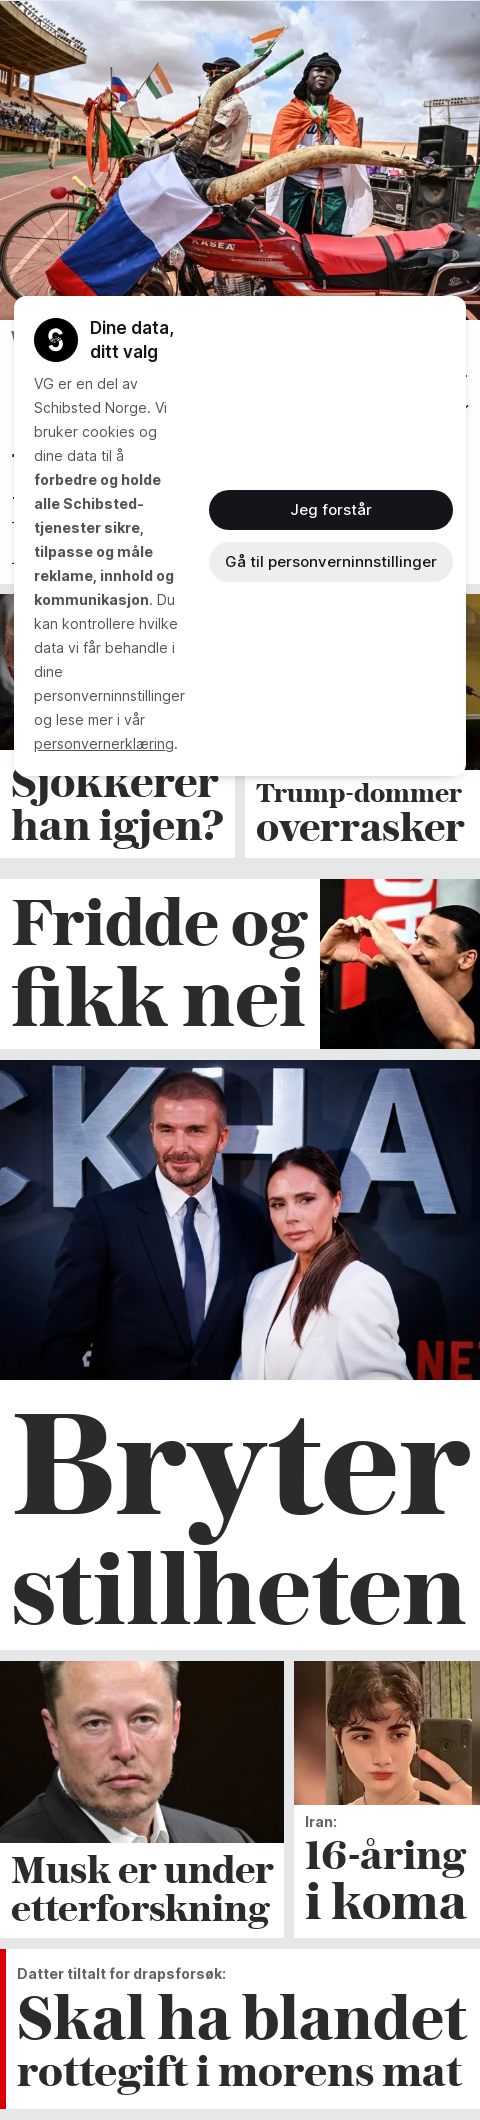 KASEA
Dine data,
ditt valg
VG er en del av
Schibsted Norge. Vi
bruker cookies og
dine data til å
forbedre og holde
alle Schibsted-
tjenester sikre,
tilpasse og måle
reklame, innhold og
kommunikasjon. Du
kan kontrollere hvilke
data vi får behandle i
dine
personverninnstillinger
og lese mer i vår
personvernerklæring.
Jeg forstår
Gå til personverninnstillinger
Sjokkerer
han igjen?
Trump-dommer
overrasker
Fridde og
fikk nei
AC
CKHA
NET
Bryter
stillheten
Musk er under
etterforskning
Iran:
16-åring
i koma
Datter tiltalt for drapsforsøk:
Skal ha blandet
rottegift i morens mat